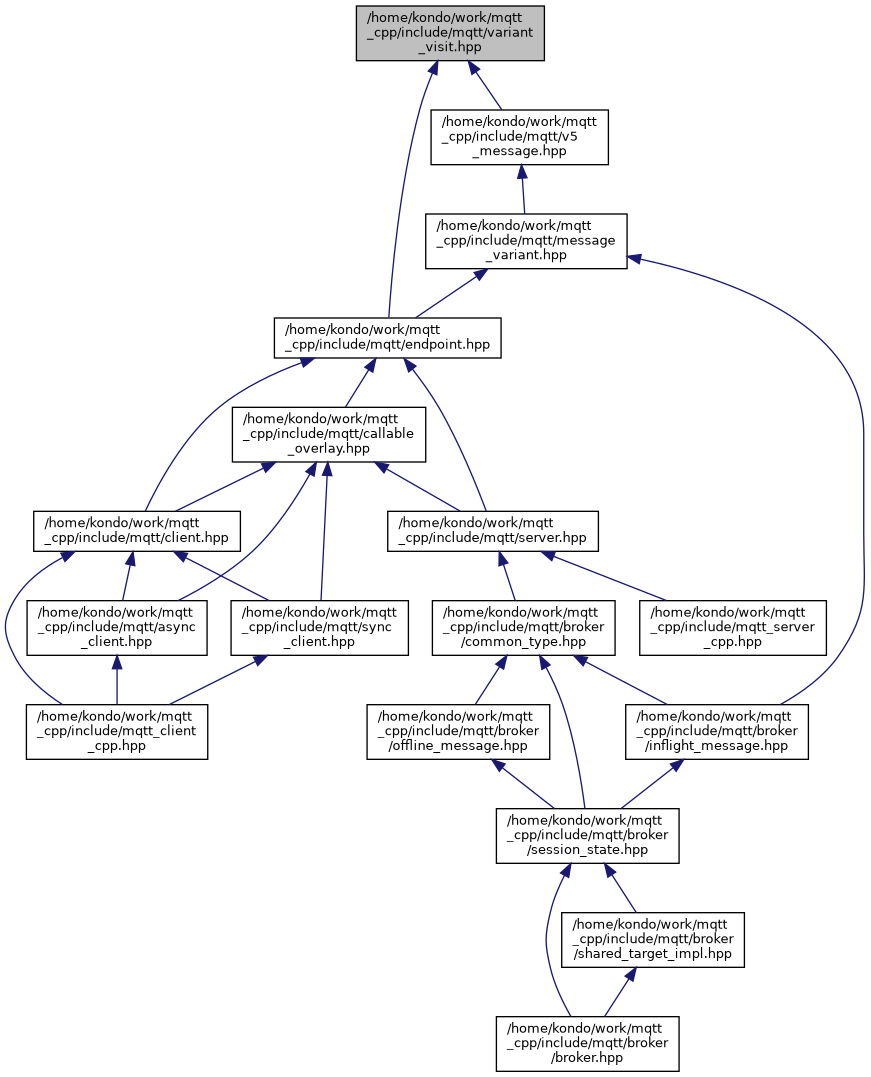 /home/kondo/work/mqtt
_cpp/include/mqtt/variant
_visit.hpp
/home/kondo/work/mqtt
_cpp/include/mqtt/v5
_message.hpp
/home/kondo/work/mqtt
_cpp/include/mqtt/message
_variant.hpp
/home/kondo/work/mqtt
_cpp/include/mqtt/endpoint.hpp
/home/kondo/work/mqtt
_cpp/include/mqtt/callable
_overlay.hpp
/home/kondo/work/mqtt
_cpp/include/mqtt/client.hpp
/home/kondo/work/mqtt
_cpp/include/mqtt/server.hpp
/home/kondo/work/mqtt
_cpp/include/mqtt/async
_client.hpp
/home/kondo/work/mqtt
_cpp/include/mqtt/sync
_client.hpp
/home/kondo/work/mqtt
_cpp/include/mqtt/broker
/common_type.hpp
/home/kondo/work/mqtt
_cpp/include/mqtt_server
_cpp.hpp
/home/kondo/work/mqtt
_cpp/include/mqtt_client
_cpp.hpp
/home/kondo/work/mqtt
_cpp/include/mqtt/broker
/offline_message.hpp
/home/kondo/work/mqtt
_cpp/include/mqtt/broker
/inflight_message.hpp
/home/kondo/work/mqtt
_cpp/include/mqtt/broker
/session_state.hpp
/home/kondo/work/mqtt
_cpp/include/mqtt/broker
/shared_target_impl.hpp
/home/kondo/work/mqtt
_cpp/include/mqtt/broker
/broker.hpp